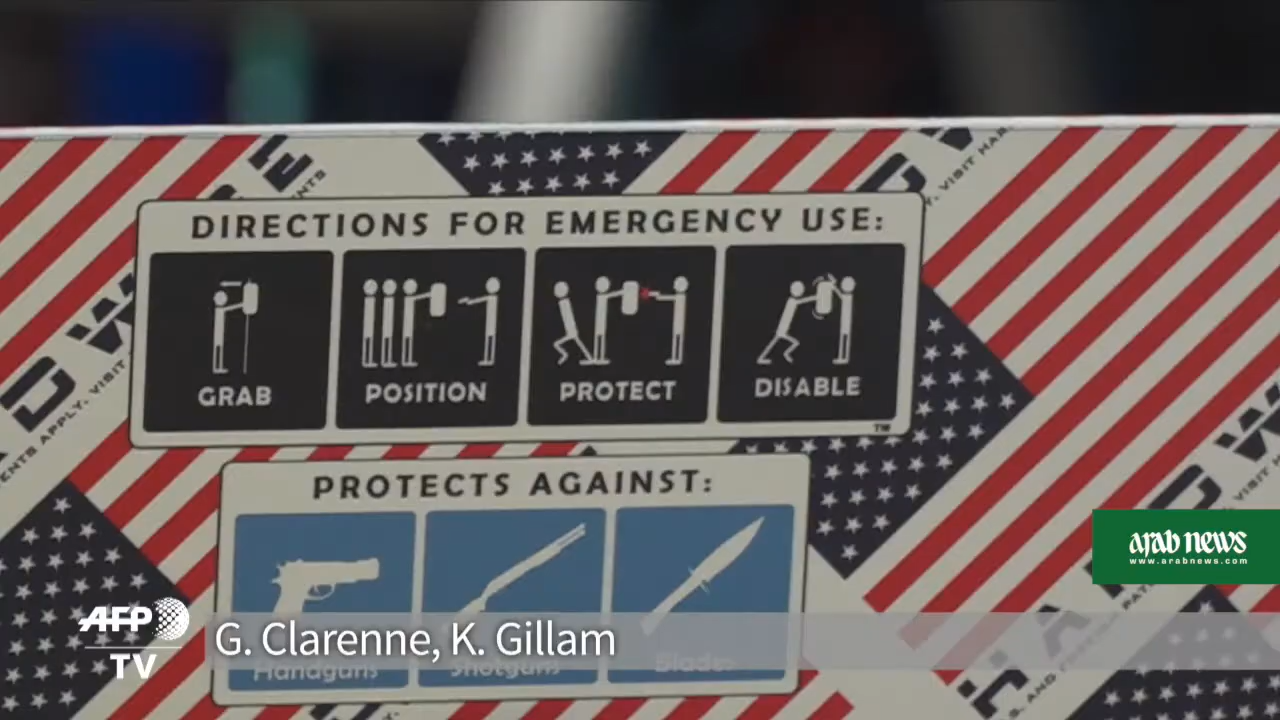 DIRECTIONS FOR EMERGENCY USE:
GRAB
POSITION
PROTECT
DISABLE
TM
PROTECTS AGAINST:
Handguns
Shotguns
Blades
arab news
www.arabnews.com
AFP
TV
G. Clarenne, K. Gillam